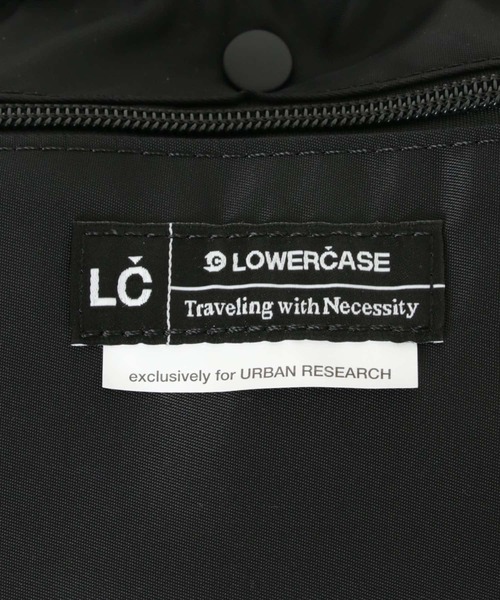 LČ
LOWERČASE
Traveling with Necessity
exclusively for URBAN RESEARCH